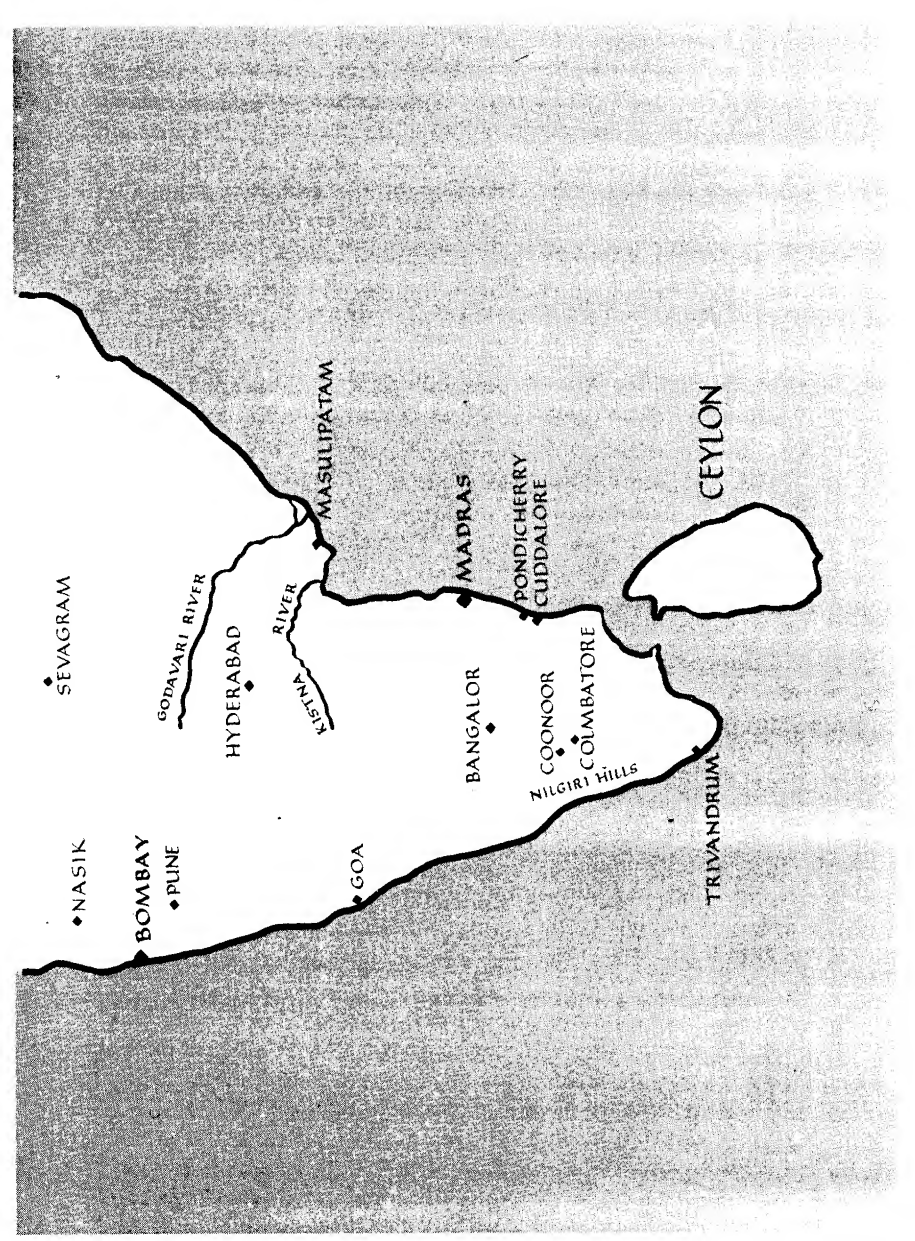 SEVAGRAM
NASIK
BOMBAY
PUNE
GODAVARI RIVER
HYDERABAD
KISTNA RIVER
MASULIPATAM
GOA
MADRAS
BANGALOR
PONDICHERRY
CUDDALORE
COONOOR
COIMBATORE
NILGIRI HILLS
TRIVANDRUM
CEYLON